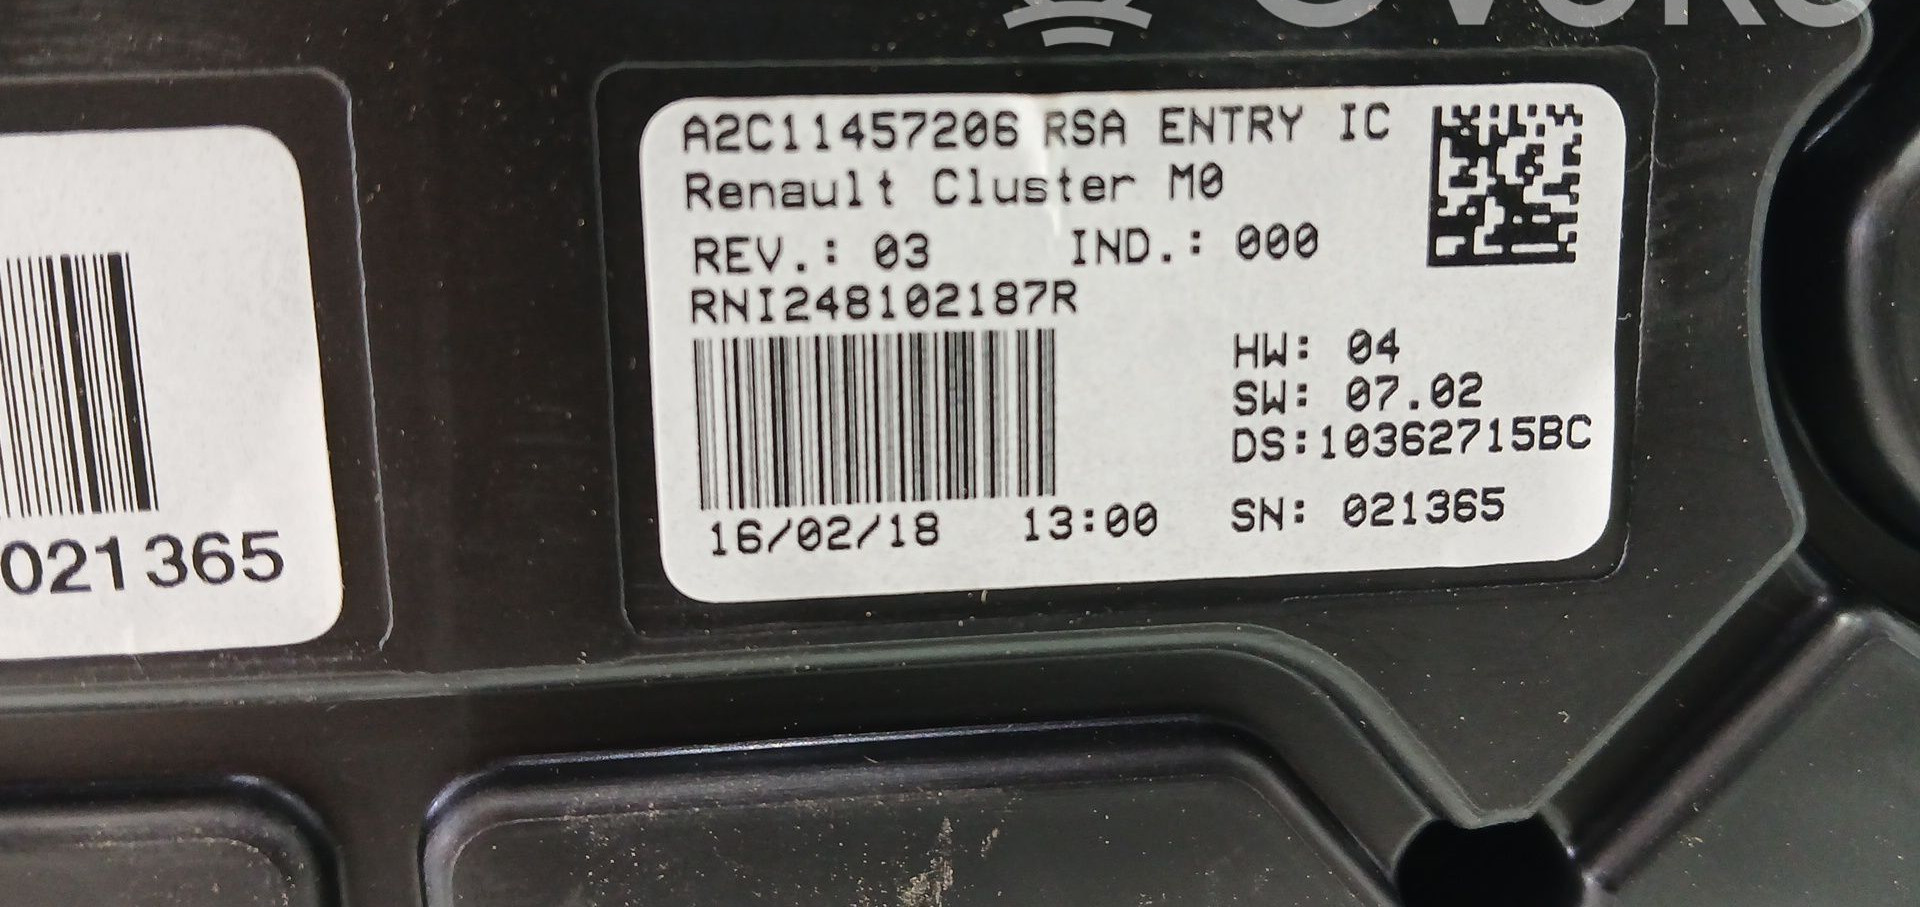 A2C11457206 RSA ENTRY IC
Renault Cluster M0
REV.: 03 IND.: 000
RNI248102187R
HW: 04
SW: 07.02
DS:10362715BC
16/02/18 13:00 SN: 021365
021365